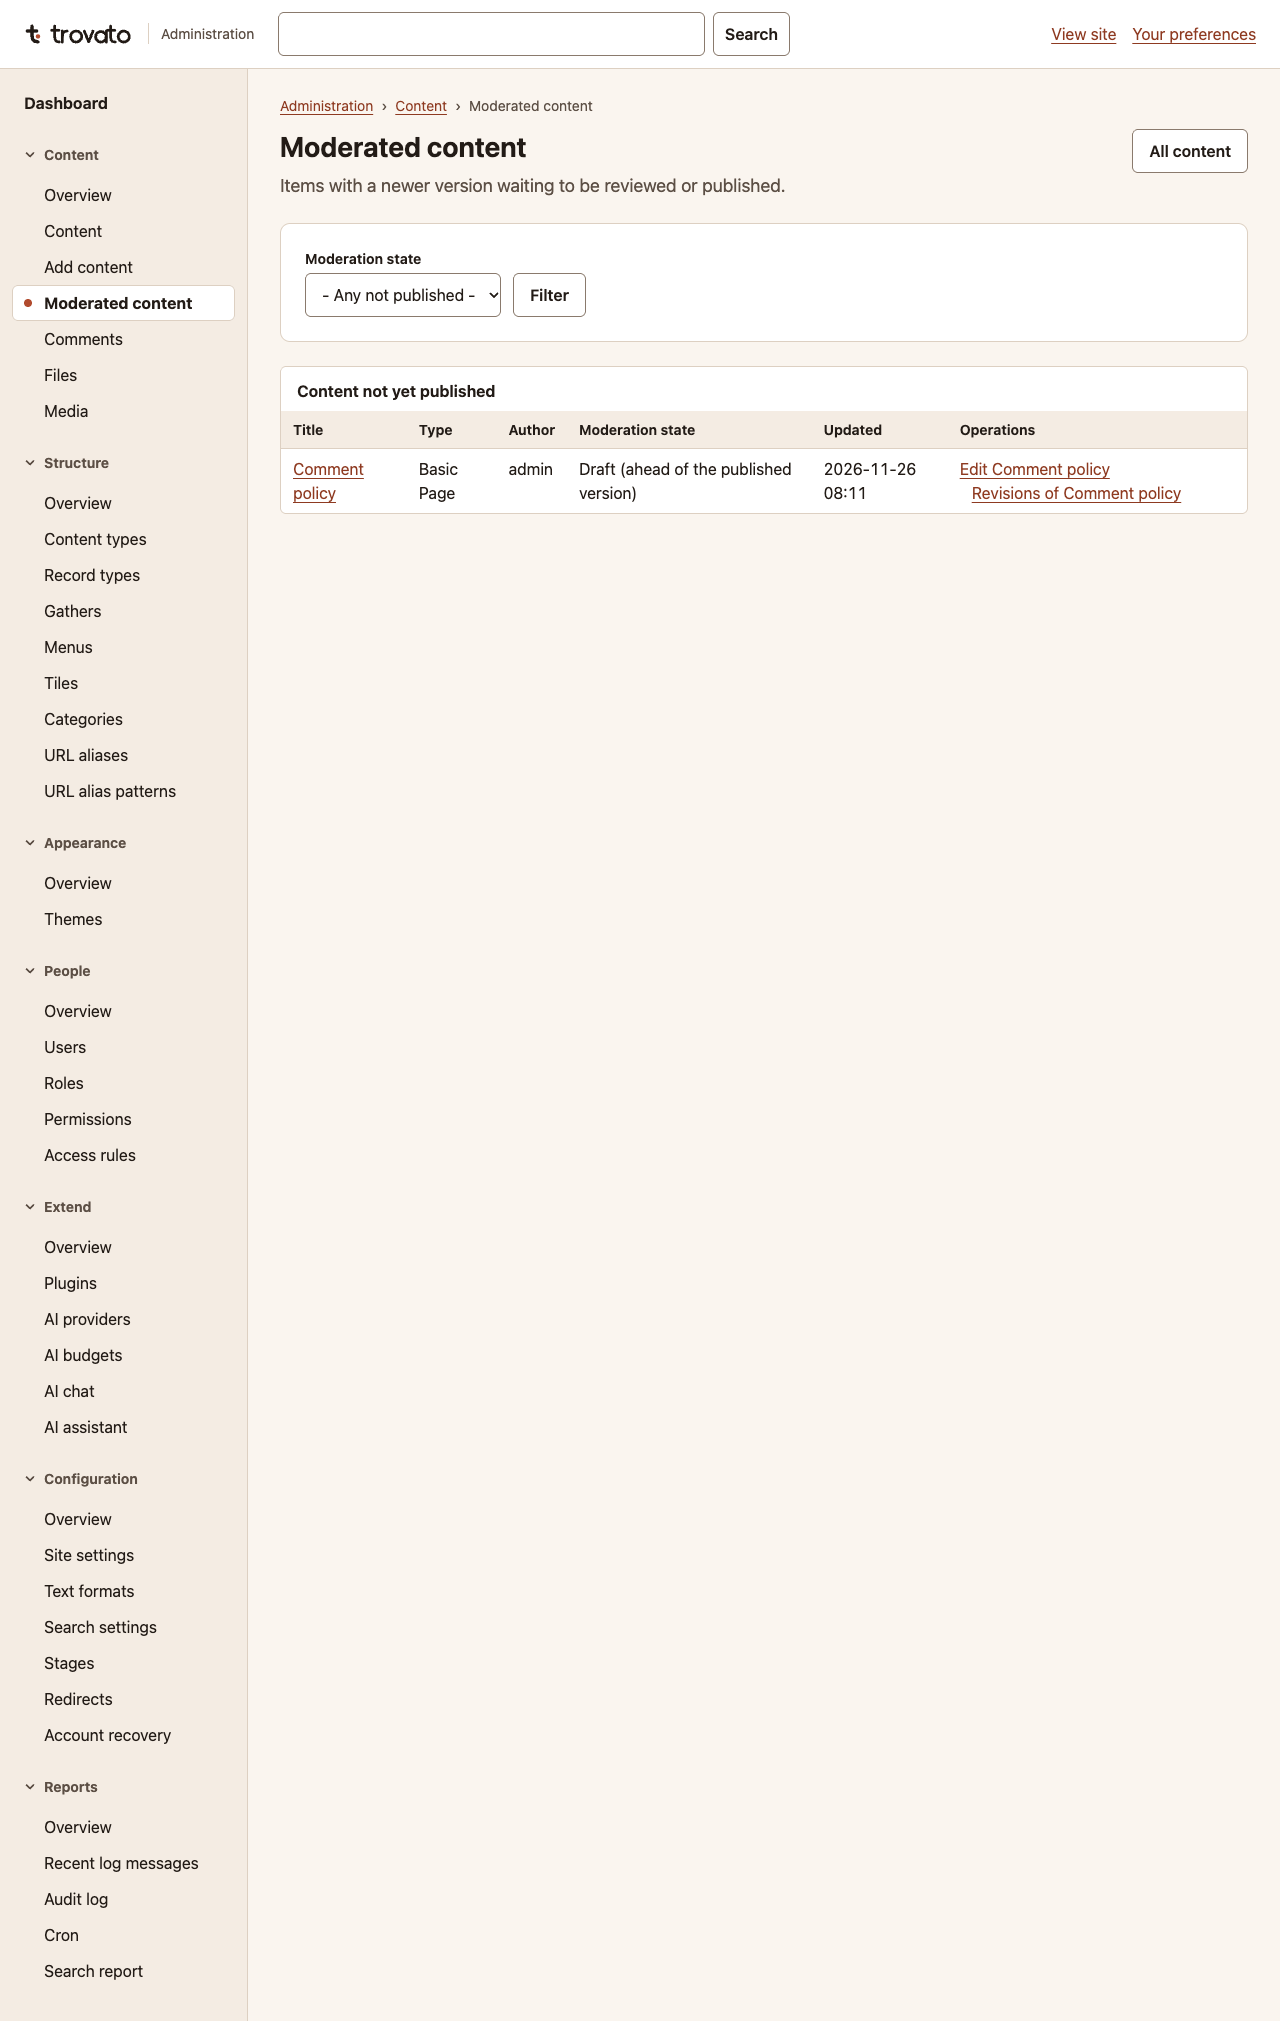 trovato
Administration
Search
View site
Your preferences
Dashboard
Content
Overview
Content
Add content
Moderated content
Comments
Files
Media
Structure
Overview
Content types
Record types
Gathers
Menus
Tiles
Categories
URL aliases
URL alias patterns
Appearance
Overview
Themes
People
Overview
Users
Roles
Permissions
Access rules
Extend
Overview
Plugins
AI providers
AI budgets
AI chat
AI assistant
Configuration
Overview
Site settings
Text formats
Search settings
Stages
Redirects
Account recovery
Reports
Overview
Recent log messages
Audit log
Cron
Search report
Administration › Content › Moderated content
Moderated content
All content
Items with a newer version waiting to be reviewed or published.
Moderation state
- Any not published -
Filter
Content not yet published
Title Type Author Moderation state Updated Operations
Comment Basic admin Draft (ahead of the published 2026-11-26 Edit Comment policy
policy Page version) 08:11 Revisions of Comment policy